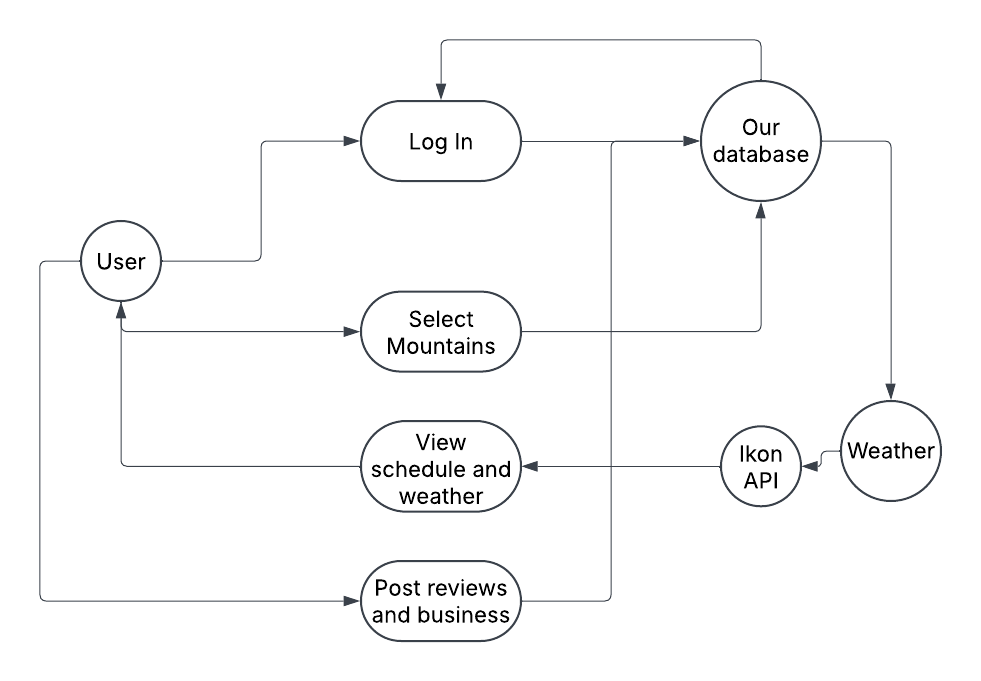 Our
database
Log In
User
Select
Mountains
View
schedule and
weather
Ikon
API
Weather
Post reviews
and business